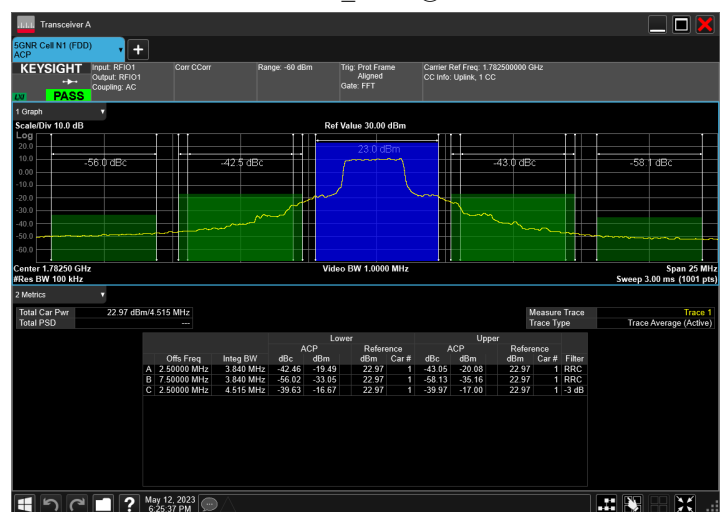 Transceiver A
5GNR Cell N1 (FDD)
ACP
KEYSIGHT
Input: RFIO1
Output: RFIO1
Coupling: AC
Corr CCorr
Range: -60 dBm
Trig: Prot Frame
Aligned
Gate: FFT
Carrier Ref Freq: 1.782500000 GHz
CC Info: Uplink, 1 CC
LXI PASS
1 Graph
Scale/Div 10.0 dB Ref Value 30.00 dBm
Log
20.0
10.0
0.00
-10.0
-20.0
-30.0
-40.0
-50.0
-60.0
-56.0 dBc -42.5 dBc 23.0 dBm -43.0 dBc -58.1 dBc
Center 1.78250 GHz Video BW 1.0000 MHz Span 25 MHz
#Res BW 100 kHz Sweep 3.00 ms (1001 pts)
2 Metrics
Total Car Pwr 22.97 dBm/4.515 MHz Measure Trace Trace 1
Total PSD --- Trace Type Trace Average (Active)
Lower Upper
ACP Reference ACP Reference
Offs Freq Integ BW dBc dBm dBm Car # dBc dBm dBm Car # Filter
A 2.50000 MHz 3.840 MHz -42.46 -19.49 22.97 1 -43.05 -20.08 22.97 1 RRC
B 7.50000 MHz 3.840 MHz -56.02 -33.05 22.97 1 -58.13 -35.16 22.97 1 RRC
C 2.50000 MHz 4.515 MHz -39.63 -16.67 22.97 1 -39.97 -17.00 22.97 1 -3 dB
May 12, 2023
6:25:37 PM